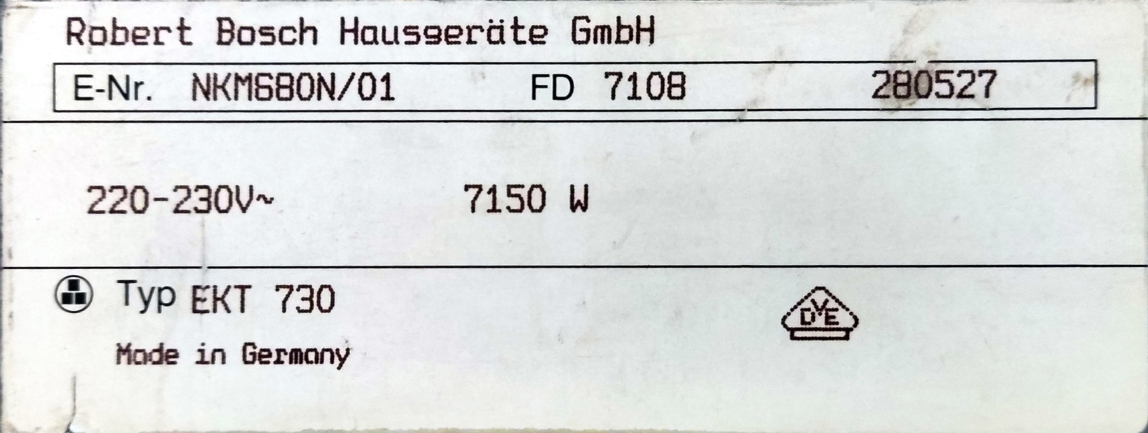 Robert Bosch Hausgeräte GmbH
E-Nr. NKM680N/01 FD 7108 280527
220-230V~ 7150 W
Typ EKT 730
DVE
Made in Germany